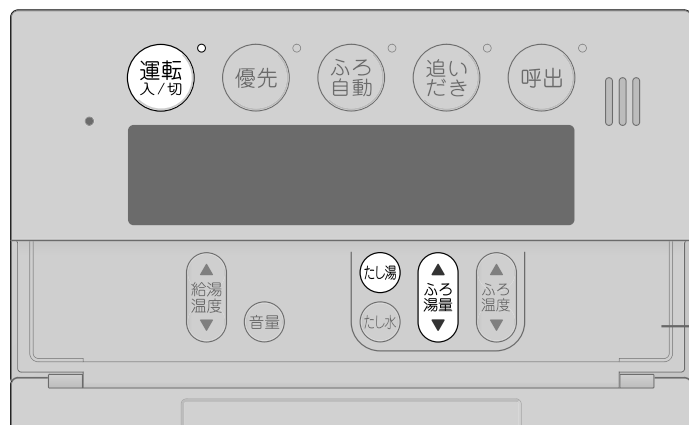 運転
入/切
優先
ふろ
自動
追い
だき
呼出
▲
給湯
温度
▼
音量
たし湯
たし水
▲
ふろ
湯量
▼
▲
ふろ
温度
▼